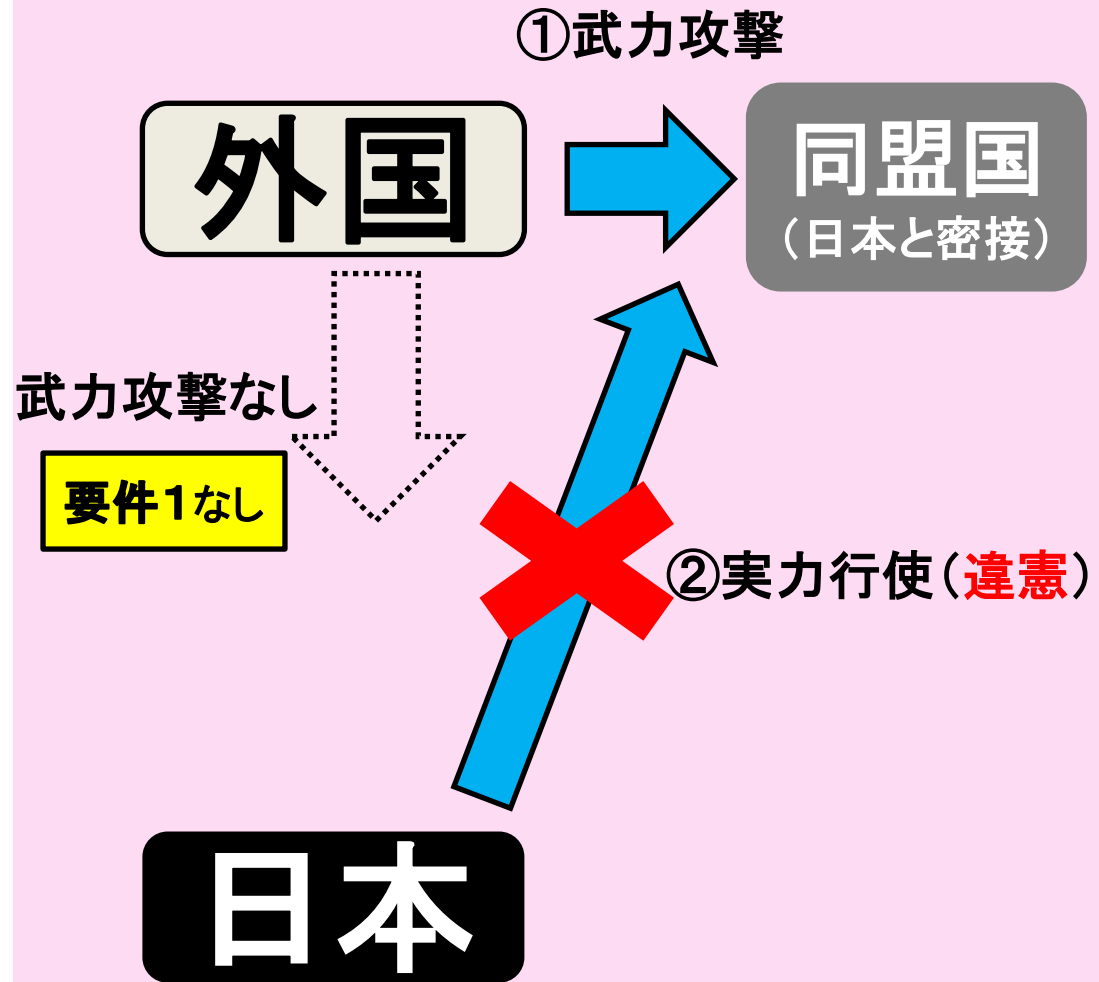 ①武力攻撃
外国
同盟国
（日本と密接）
武力攻撃なし
要件１なし
②実力行使（違憲）
日本